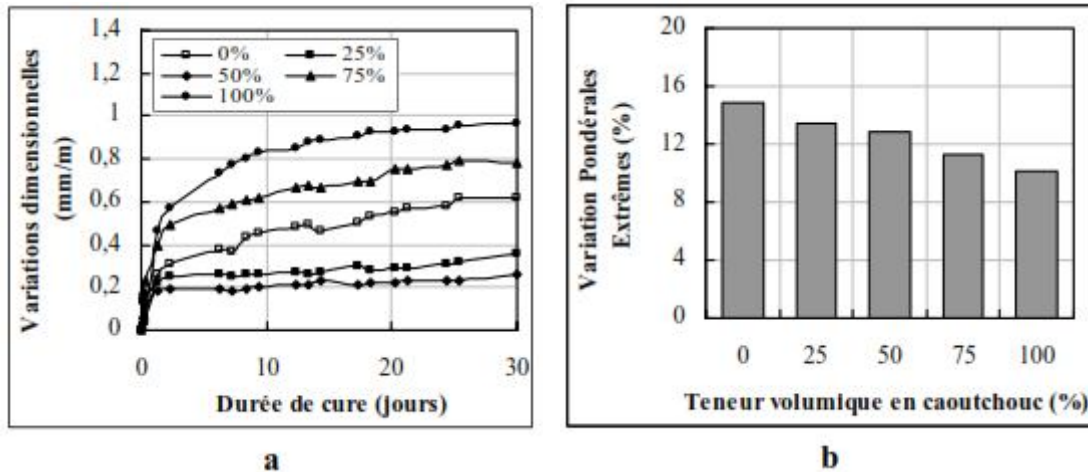 Variations dimensionnelles
(mm/m)
1,4
1,2
1
0,8
0,6
0,4
0,2
0
0% 25%
50% 75%
100%
0 10 20 30
Durée de cure (jours)
a
Variation Pondérales
Extrêmes (%)
20
16
12
8
4
0
0 25 50 75 100
Teneur volumique en caoutchouc (%)
b